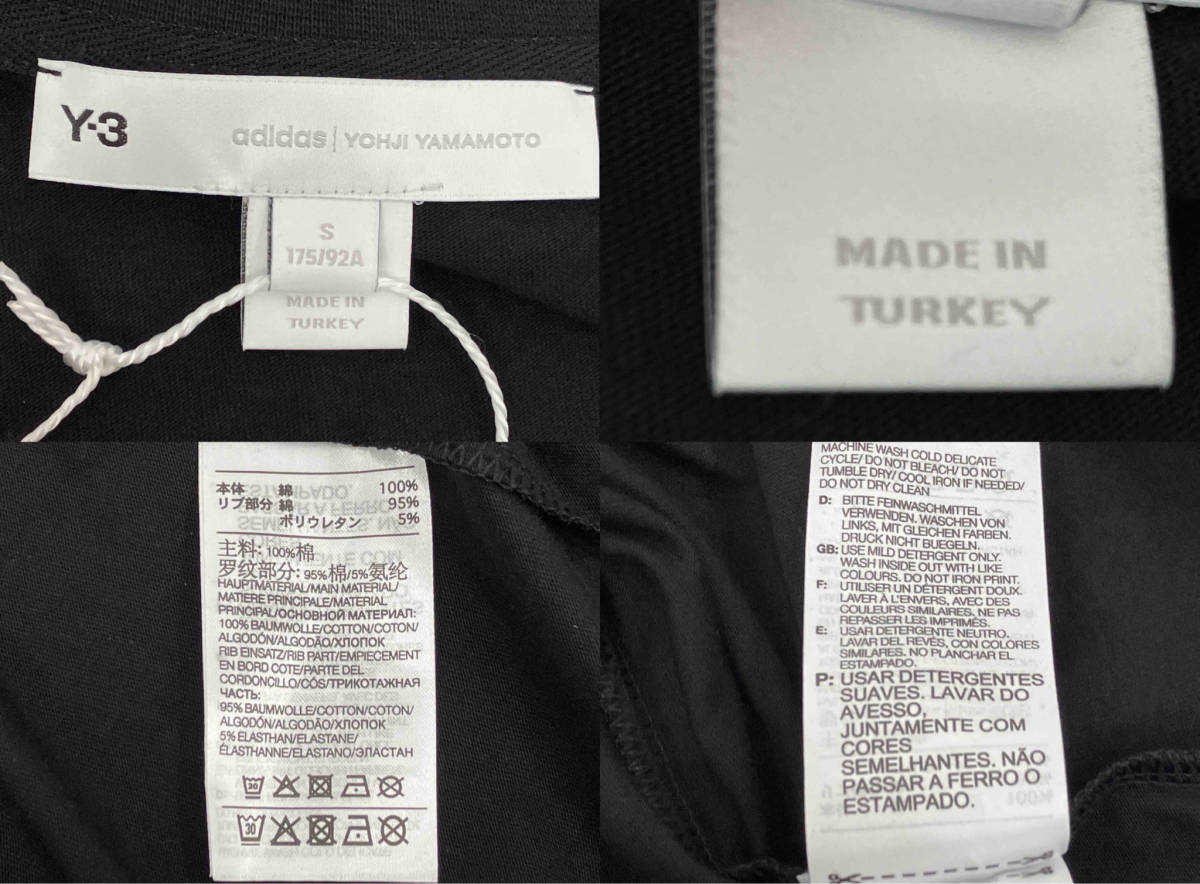 Y-3
adidas | YOHJI YAMAMOTO
S
175/92A
MADE IN
TURKEY
MADE IN
TURKEY
本体 綿 100%
リブ部分 綿 95%
ポリウレタン 5%
主料: 100%棉
罗纹部分: 95%棉/5%氨纶
HAUPTMATERIAL/MAIN MATERIAL/
MATIERE PRINCIPALE/MATERIAL
PRINCIPAL/ОСНОВНОЙ МАТЕРИАЛ:
100% BAUMWOLLE/COTTON/COTON/
ALGODÓN/ALGODÃO/ХЛОПОК
RIB EINSATZ/RIB PART/EMPIECEMENT
EN BORD COTE/PARTE DEL
CORDONCILLO/CÓS/ТРИКОТАЖНАЯ
ЧАСТЬ:
95% BAUMWOLLE/COTTON/COTON/
ALGODÓN/ALGODÃO/ХЛОПОК
5% ELASTHAN/ELASTANE/
ÉLASTHANNE/ELASTANO/ЭЛАСТАН
30
30
MACHINE WASH COLD DELICATE
CYCLE/ DO NOT BLEACH/ DO NOT
TUMBLE DRY/ COOL IRON IF NEEDED/
DO NOT DRY CLEAN
D: BITTE FEINWASCHMITTEL
VERWENDEN. WASCHEN VON
LINKS, MIT GLEICHEN FARBEN.
DRUCK NICHT BUEGELN.
GB: USE MILD DETERGENT ONLY.
WASH INSIDE OUT WITH LIKE
COLOURS. DO NOT IRON PRINT.
F: UTILISER UN DÉTERGENT DOUX.
LAVER À L'ENVERS, AVEC DES
COULEURS SIMILAIRES. NE PAS
REPASSER LES IMPRIMÉS.
E: USAR DETERGENTE NEUTRO.
LAVAR DEL REVÉS, CON COLORES
SIMILARES. NO PLANCHAR EL
ESTAMPADO.
P: USAR DETERGENTES
SUAVES. LAVAR DO
AVESSO,
JUNTAMENTE COM
CORES
SEMELHANTES. NÃO
PASSAR A FERRO O
ESTAMPADO.